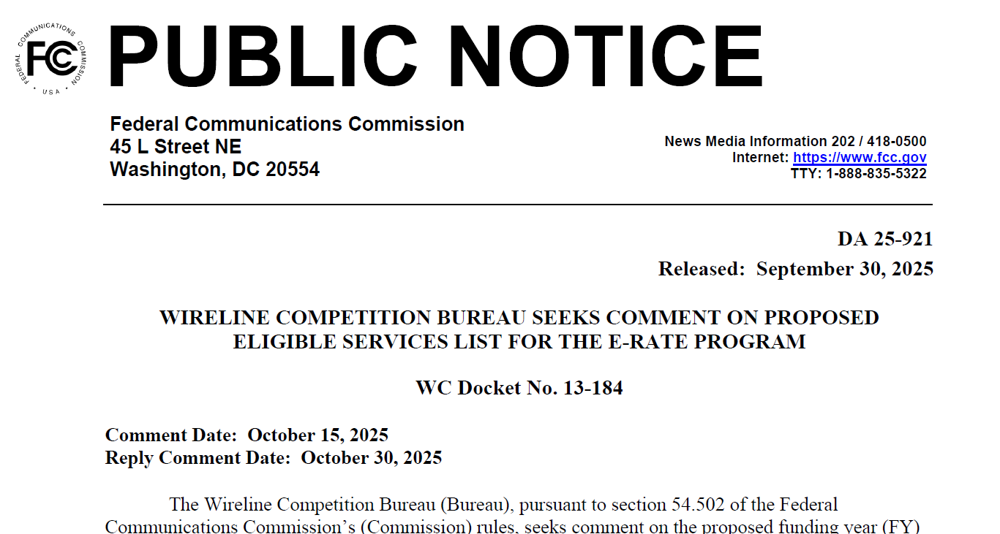 FEDERAL COMMUNICATIONS COMMISSION
FCC
• USA •
PUBLIC NOTICE
Federal Communications Commission
45 L Street NE
Washington, DC 20554
News Media Information 202 / 418-0500
Internet: https://www.fcc.gov
TTY: 1-888-835-5322
DA 25-921
Released: September 30, 2025
WIRELINE COMPETITION BUREAU SEEKS COMMENT ON PROPOSED
ELIGIBLE SERVICES LIST FOR THE E-RATE PROGRAM
WC Docket No. 13-184
Comment Date: October 15, 2025
Reply Comment Date: October 30, 2025
The Wireline Competition Bureau (Bureau), pursuant to section 54.502 of the Federal
Communications Commission’s (Commission) rules, seeks comment on the proposed funding year (FY)